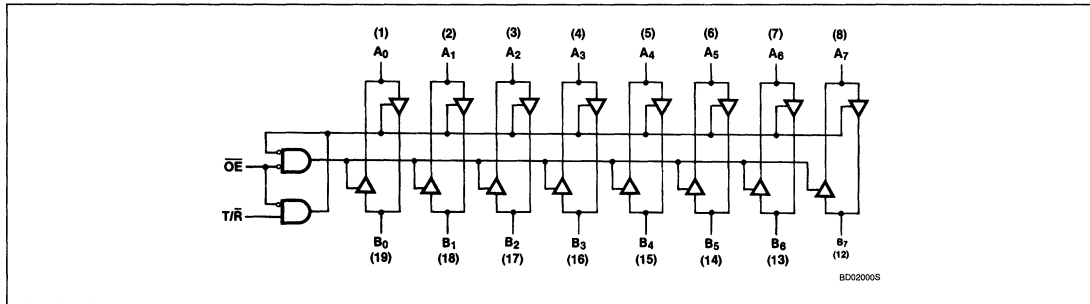 (1) (2) (3) (4) (5) (6) (7) (8)
A0 A1 A2 A3 A4 A5 A6 A7
O̅E̅
T/R̅
B0 B1 B2 B3 B4 B5 B6 B7
(19) (18) (17) (16) (15) (14) (13) (12)
BD02000S